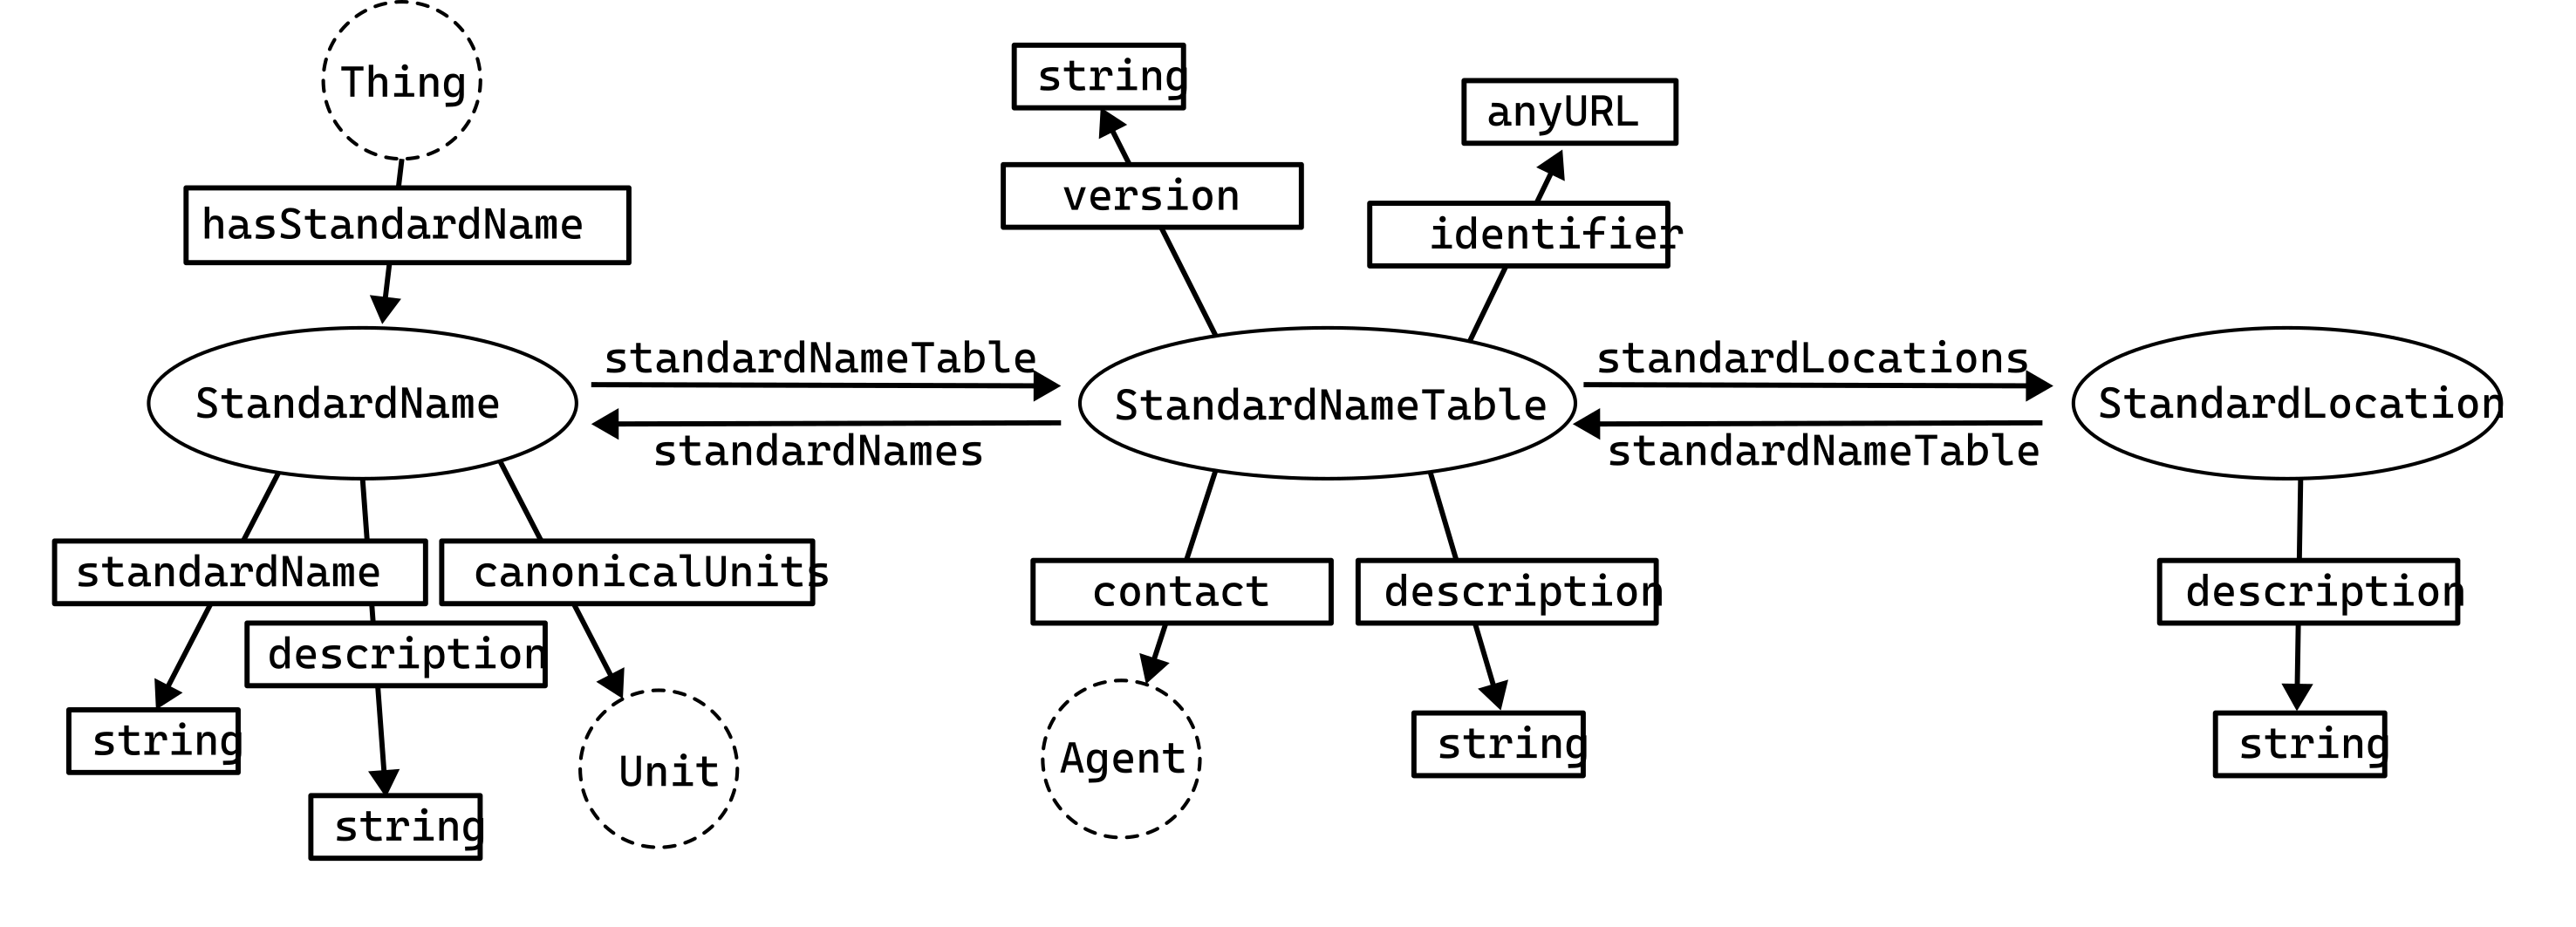 Thing
hasStandardName
string
version
anyURL
identifier
StandardName
standardNameTable
standardNames
StandardNameTable
standardLocations
standardNameTable
StandardLocation
standardName
canonicalUnits
description
string
string
Unit
contact
description
Agent
string
description
string